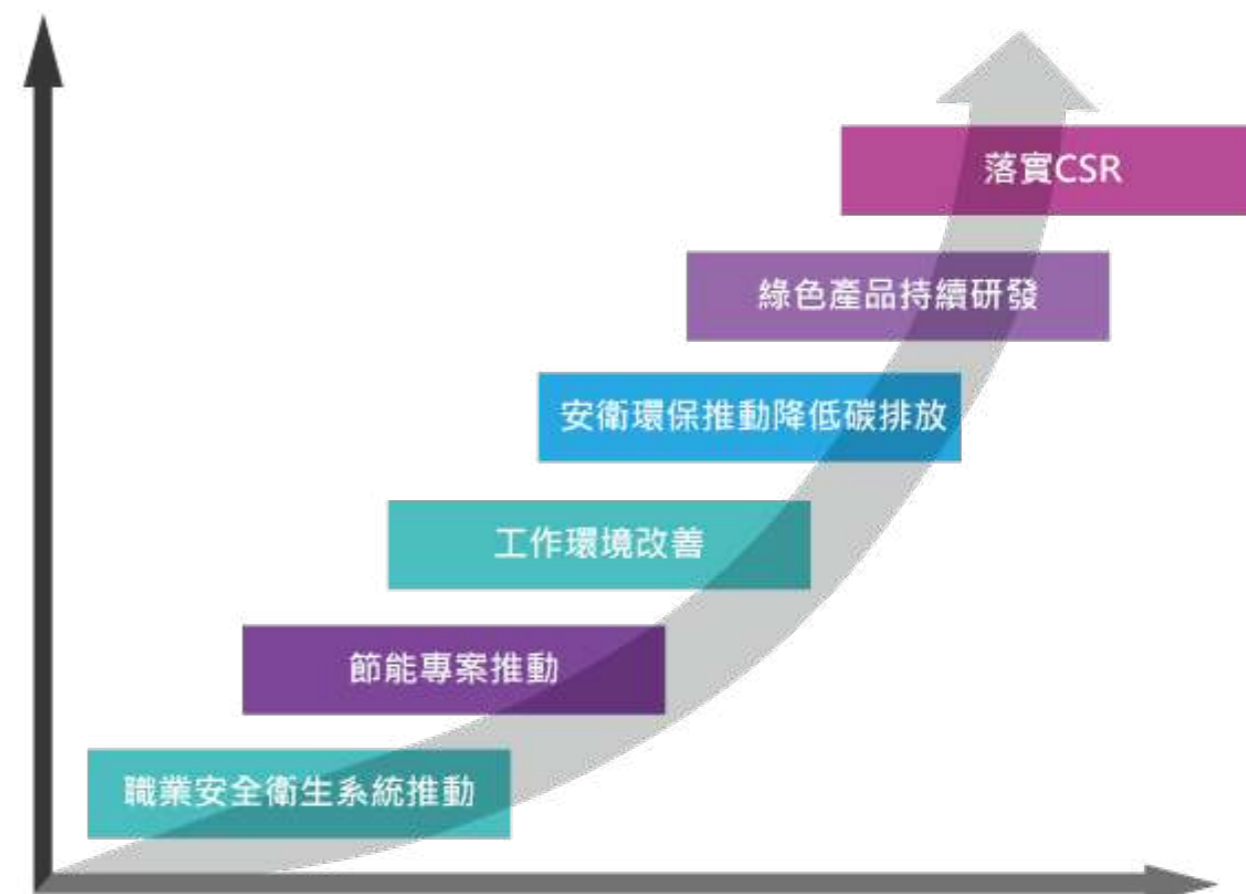 落實CSR
綠色產品持續研發
安衛環保推動降低碳排放
工作環境改善
節能專案推動
職業安全衛生系統推動